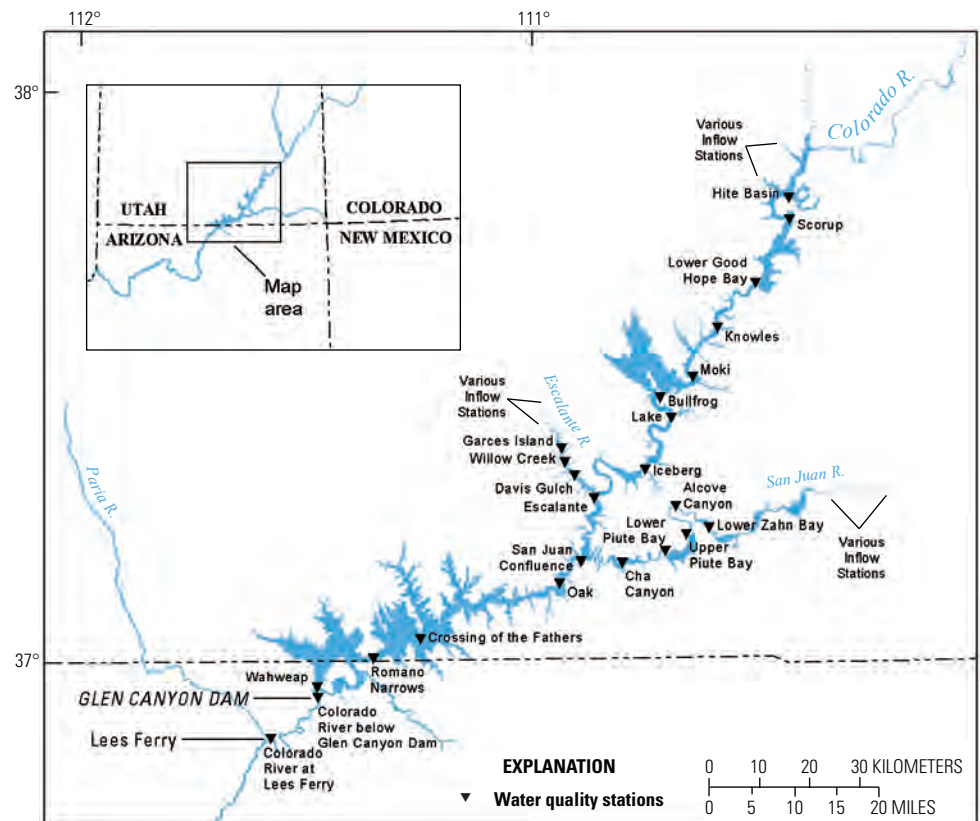 112°
111°
38°
Colorado R.
Various
Inflow
Stations
Hite Basin
Scorup
UTAH
COLORADO
ARIZONA
NEW MEXICO
Map
area
Lower Good
Hope Bay
Knowles
Moki
Bullfrog
Lake
Various
Inflow
Stations
Escalante R.
Garces Island
Willow Creek
Davis Gulch
Escalante
Iceberg
Alcove
Canyon
San Juan R.
Lower Zahn Bay
Various
Inflow
Stations
Lower
Piute Bay
Upper
Piute Bay
San Juan
Confluence
Cha
Canyon
Oak
Paria R.
Crossing of the Fathers
37°
Romano
Narrows
Wahweap
GLEN CANYON DAM
Colorado
River below
Glen Canyon Dam
Lees Ferry
Colorado
River at
Lees Ferry
EXPLANATION
Water quality stations
0 10 20 30 KILOMETERS
0 5 10 15 20 MILES